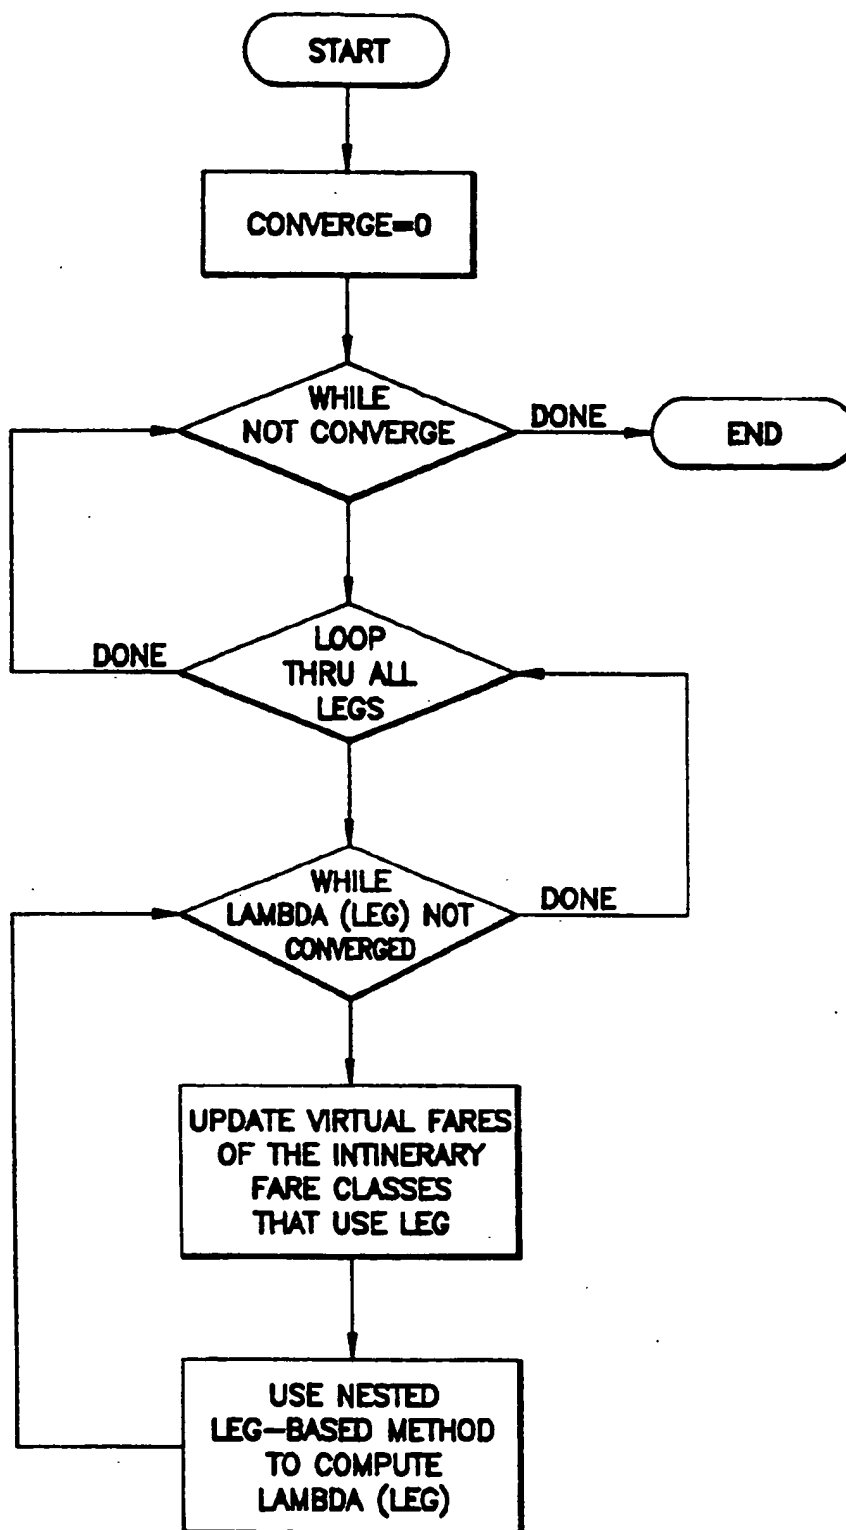 START
CONVERGE=0
WHILE
NOT CONVERGE
DONE
END
LOOP
THRU ALL
LEGS
DONE
WHILE
LAMBDA (LEG) NOT
CONVERGED
DONE
UPDATE VIRTUAL FARES
OF THE INTINERARY
FARE CLASSES
THAT USE LEG
USE NESTED
LEG-BASED METHOD
TO COMPUTE
LAMBDA (LEG)